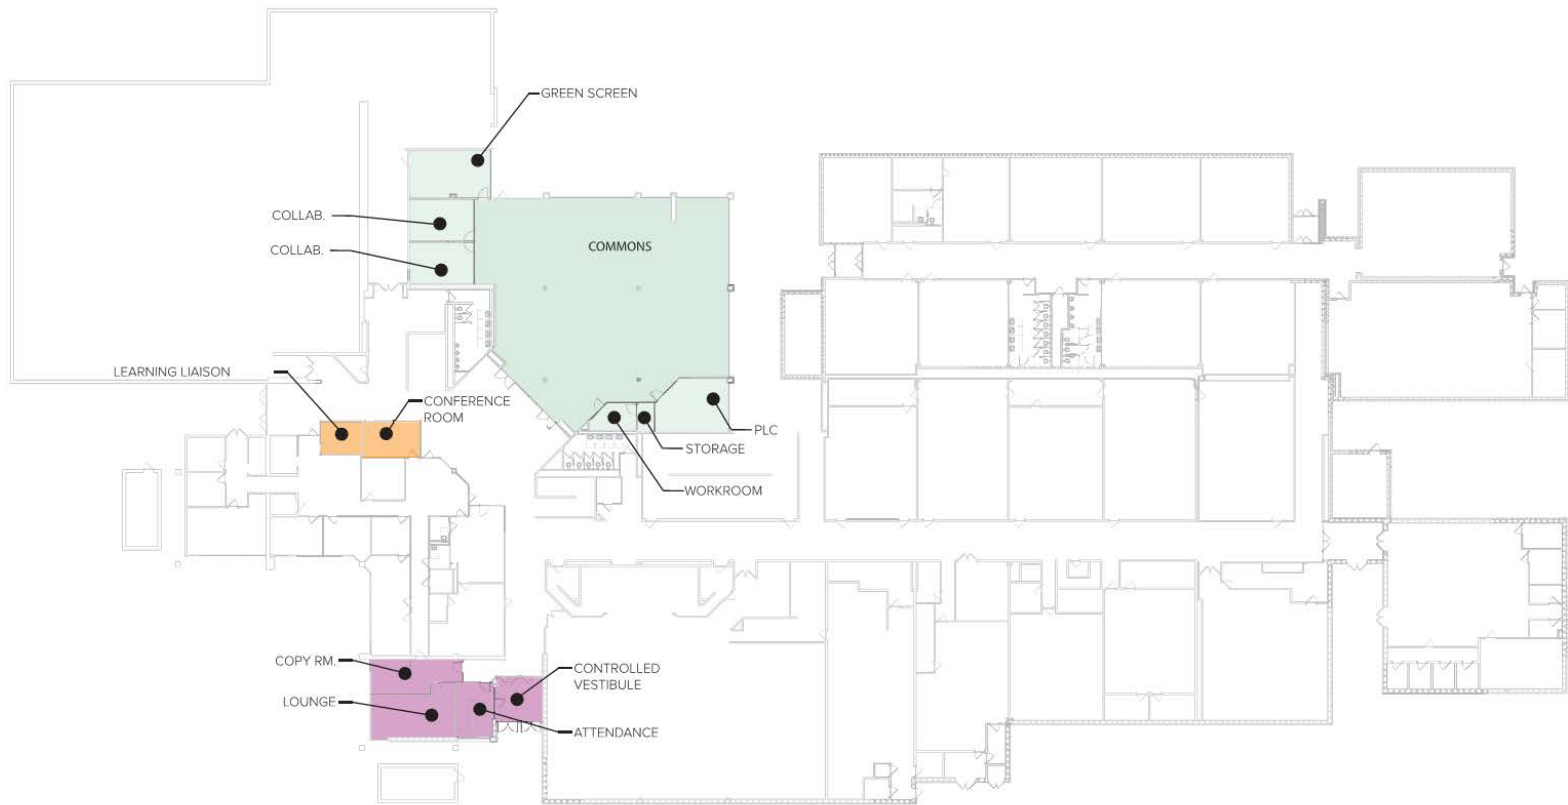 GREEN SCREEN
COLLAB.
COMMONS
COLLAB.
LEARNING LIAISON
CONFERENCE
ROOM
PLC
STORAGE
WORKROOM
COPY RM.
CONTROLLED
VESTIBULE
LOUNGE
ATTENDANCE